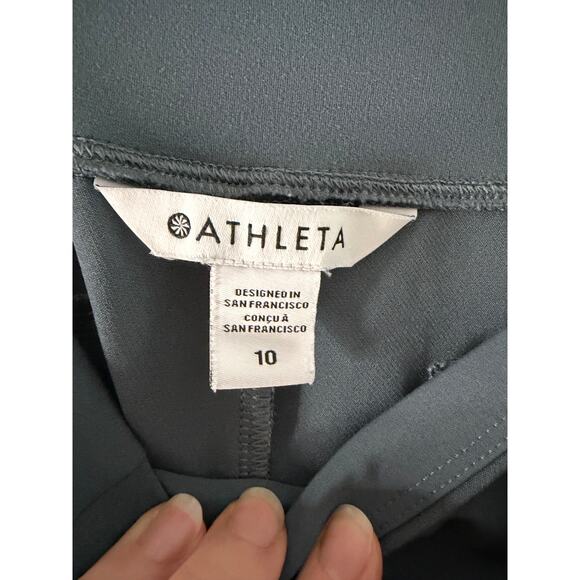 ATHLETA
DESIGNED IN
SAN FRANCISCO
CONÇU À
SAN FRANCISCO
10